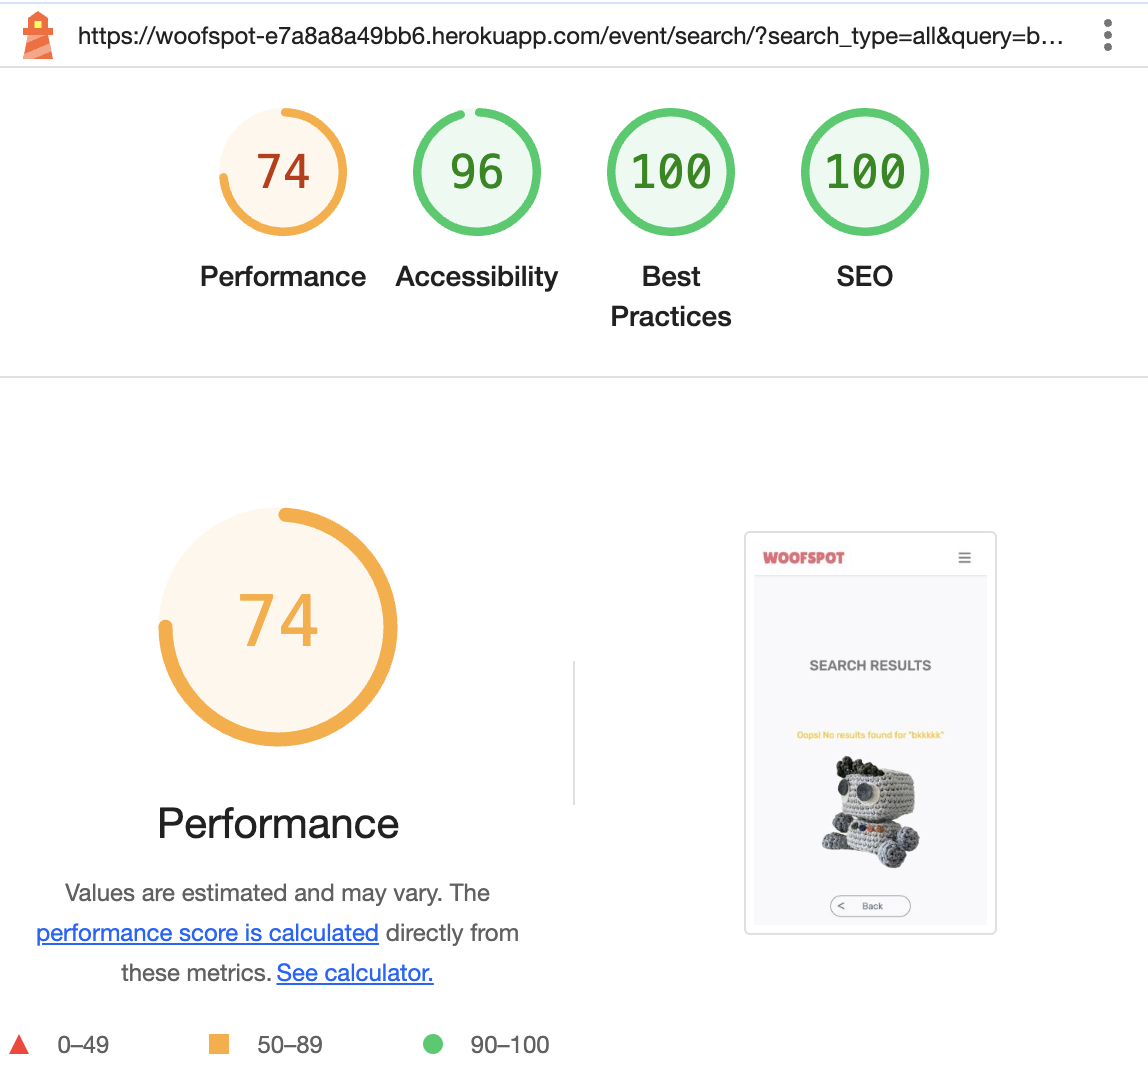 https://woofspot-e7a8a8a49bb6.herokuapp.com/event/search/?search_type=all&query=b…
74
96
100
100
Performance
Accessibility
Best
Practices
SEO
74
Performance
Values are estimated and may vary. The
performance score is calculated directly from
these metrics. See calculator.
0–49
50–89
90–100
WOOFSPOT
SEARCH RESULTS
Oops! No results found for "bkkkkk"
< Back